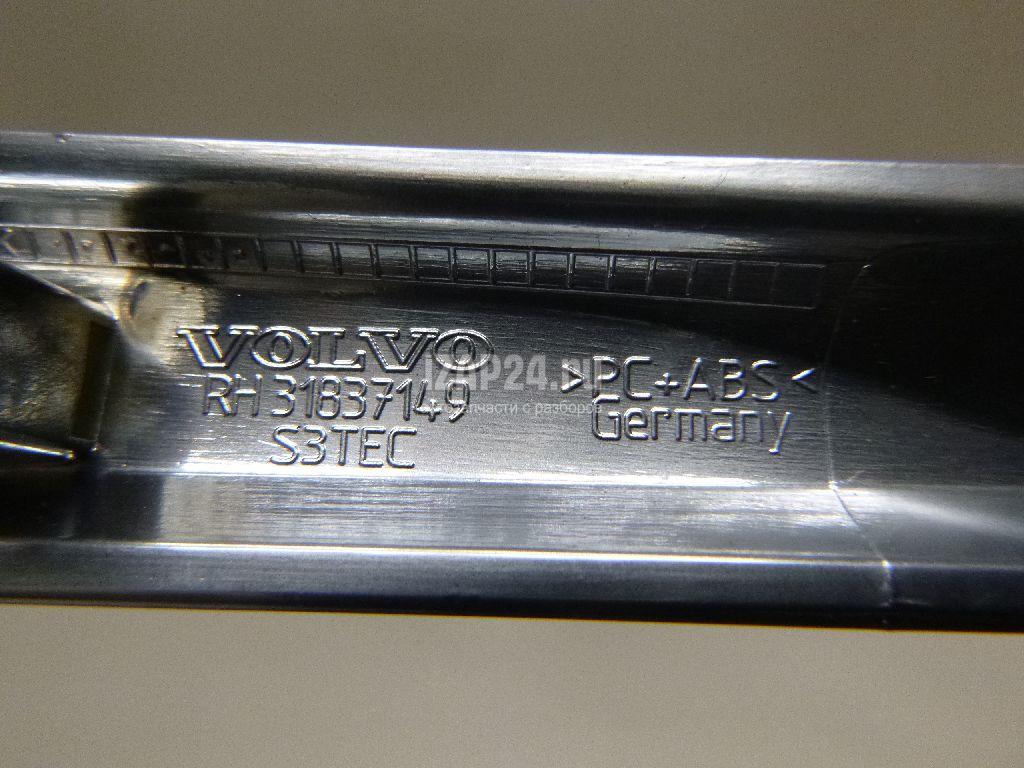 VOLVO
RH 31837149
S3TEC
>PC+ABS<
Germany
iZAP24.ru
запчасти с разборов